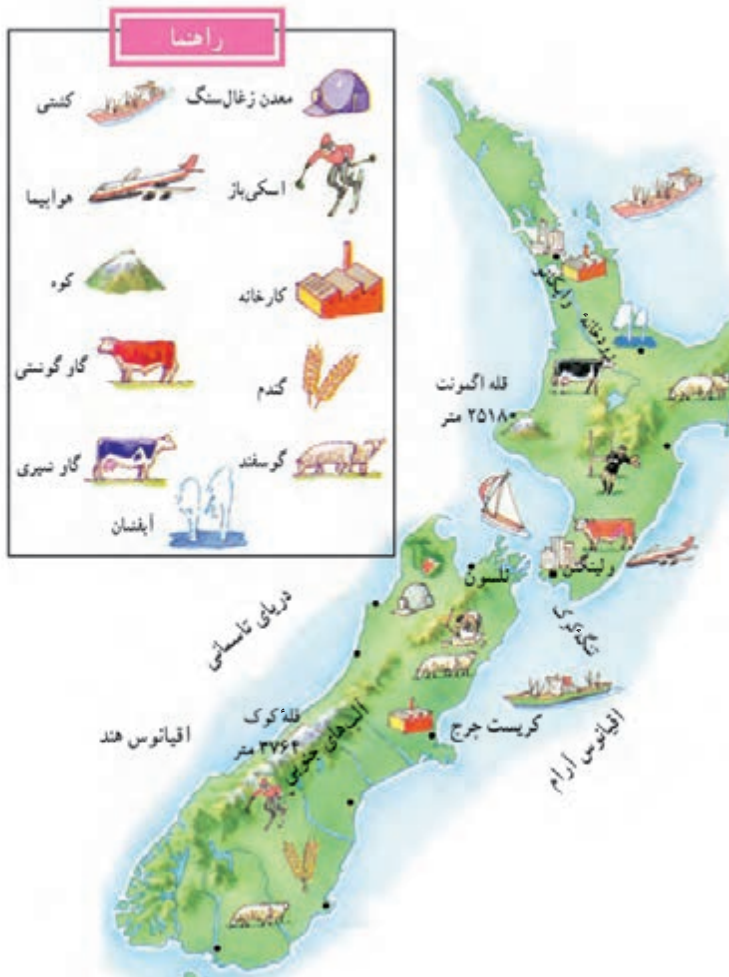 راهنما
معدن زغال‌سنگ
کشتی
اسکی‌باز
هواپیما
کارخانه
کوه
گندم
گاو گوشتی
گوسفند
گاو شیری
آبفشان
رودخانهٔ
وایکاتو
قله اگمونت
۲۵۱۸ متر
ولینگتن
نلسون
تنگهٔ کوک
دریای تاسمانی
قلهٔ کوک
۳۷۶۴ متر
آلپ‌های جنوبی
کریست چرچ
اقیانوس هند
اقیانوس آرام